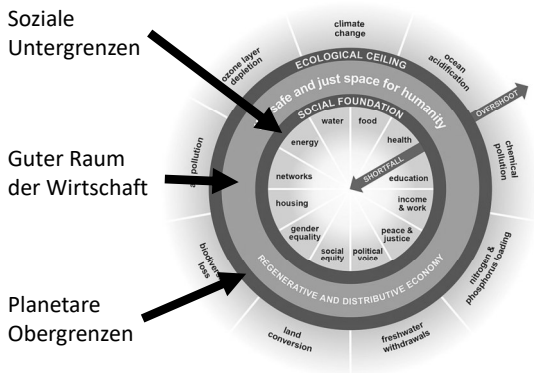 Soziale
Untergrenzen
Guter Raum
der Wirtschaft
Planetare
Obergrenzen
climate
change
ocean
acidification
chemical
pollution
nitrogen &
phosphorus loading
freshwater
withdrawals
land
conversion
loss
pollution
ozone layer
depletion
ECOLOGICAL CEILING
safe and just space for humanity
SOCIAL FOUNDATION
OVERSHOOT
SHORTFALL
water
food
health
education
income
& work
peace &
justice
political
voice
social
equity
gender
equality
housing
networks
energy
REGENERATIVE AND DISTRIBUTIVE ECONOMY